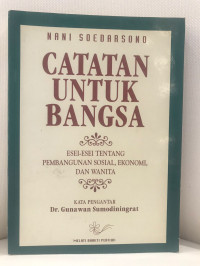 NANI SOEDARSONO
CATATAN
UNTUK
BANGSA
ESEI-ESEI TENTANG
PEMBANGUNAN SOSIAL, EKONOMI,
DAN WANITA
KATA PENGANTAR
Dr. Gunawan Sumodiningrat